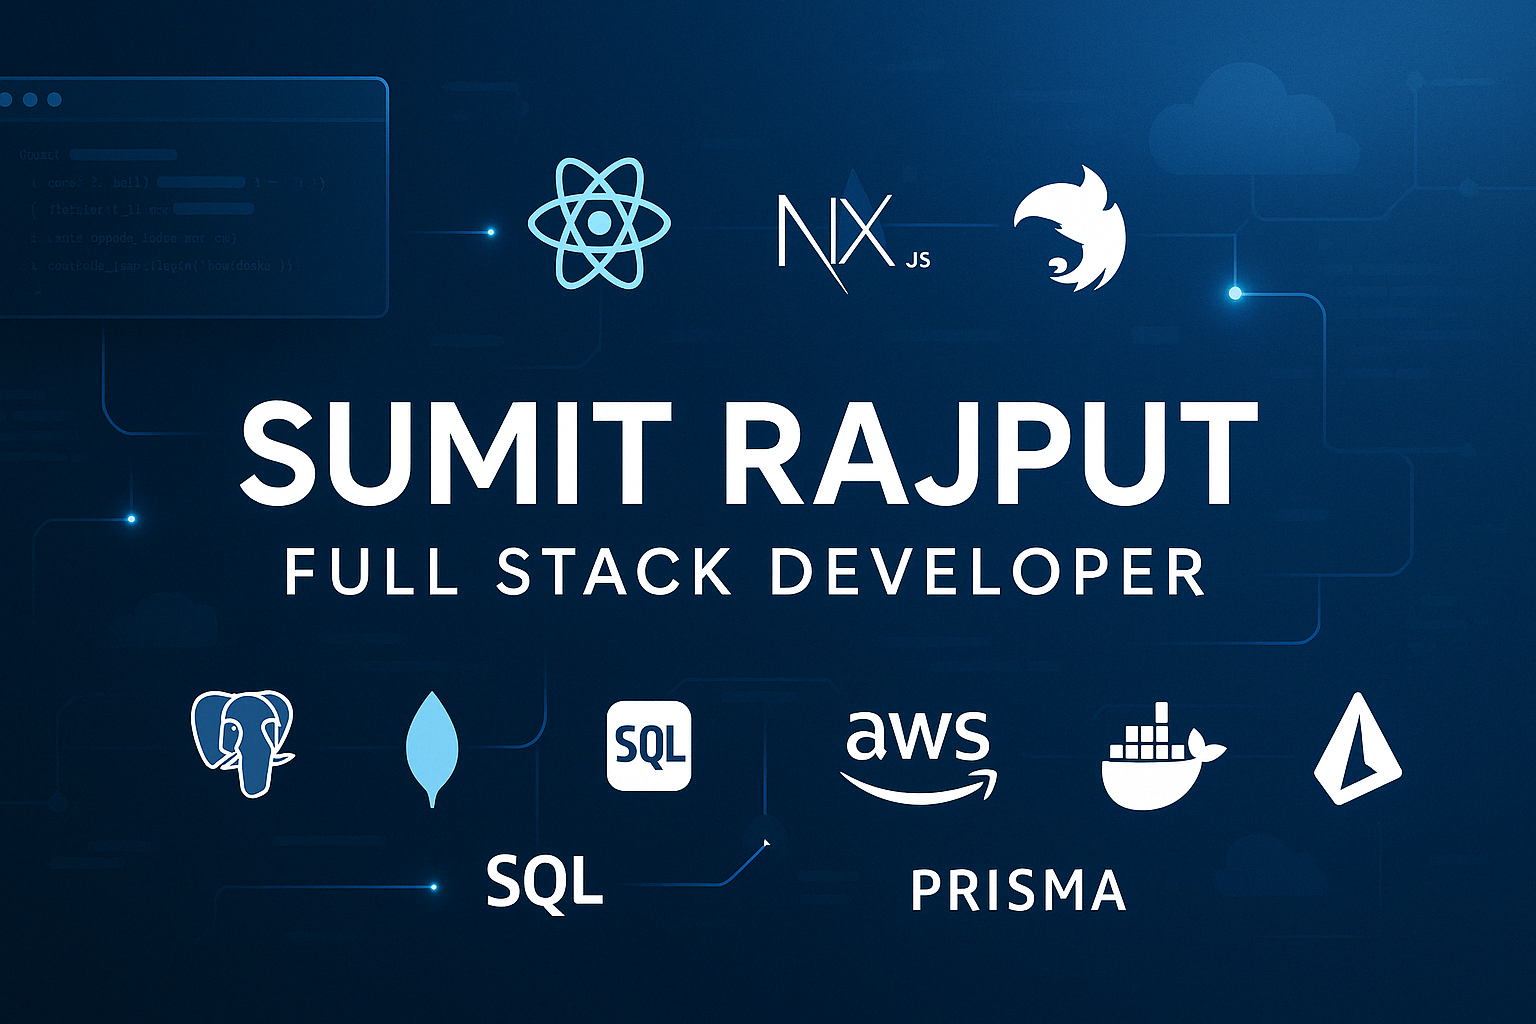 NX JS
SUMIT RAJPUT
FULL STACK DEVELOPER
SQL
aws
SQL
PRISMA